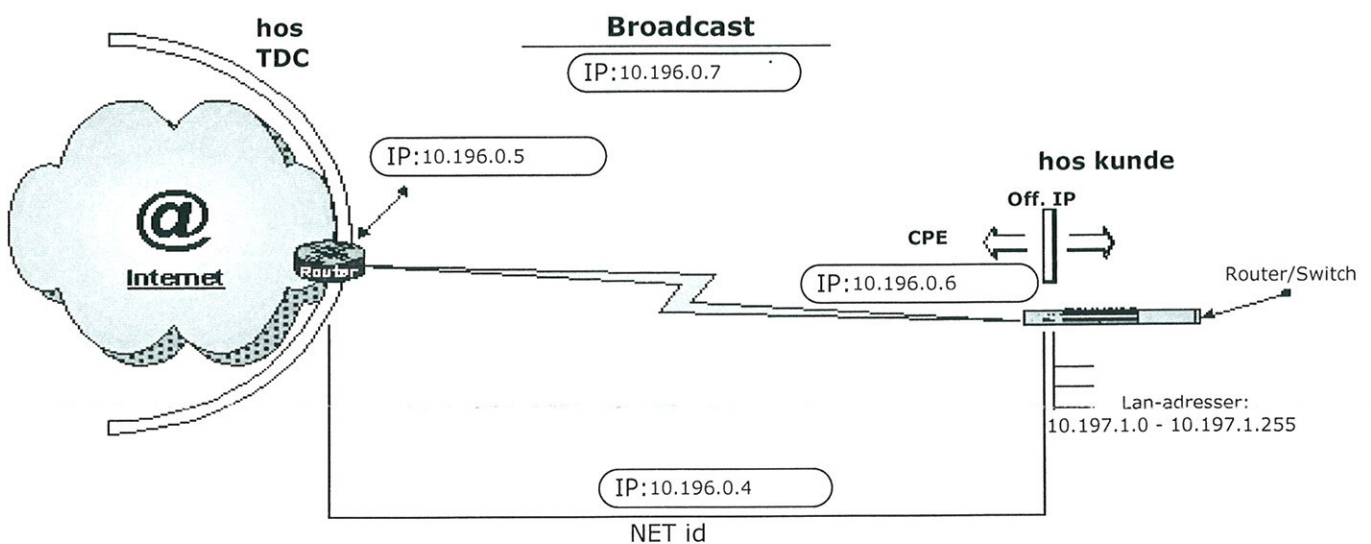 hos
TDC
Broadcast
IP:10.196.0.7
IP:10.196.0.5
hos kunde
Off. IP
CPE
@
Internet
Router
IP:10.196.0.6
Router/Switch
Lan-adresser:
10.197.1.0 - 10.197.1.255
IP:10.196.0.4
NET id